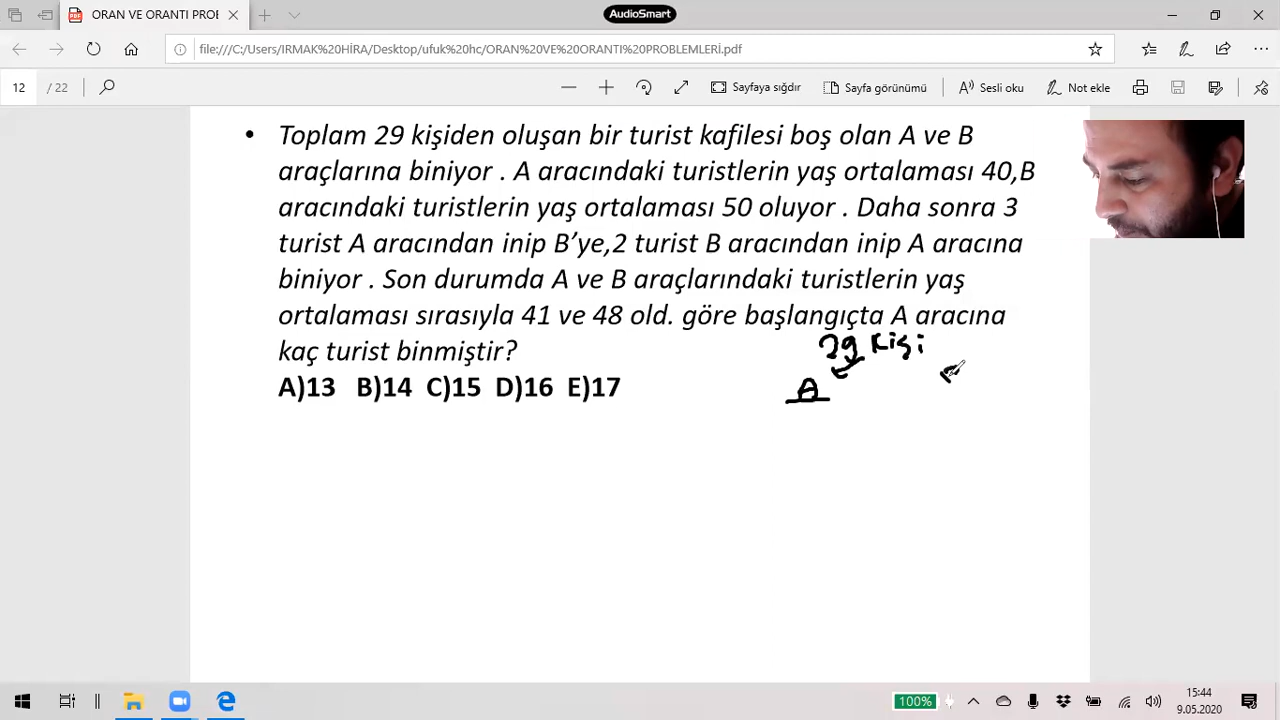 ORAN VE ORANTI PROI
AudioSmart
file:///C:/Users/IRMAK%20HİRA/Desktop/ufuk%20hc/ORAN%20VE%20ORANTI%20PROBLEMLERİ.pdf
12 / 22 Sayfaya sığdır Sayfa görünümü Sesli oku Not ekle
• Toplam 29 kişiden oluşan bir turist kafilesi boş olan A ve B
araçlarına biniyor . A aracındaki turistlerin yaş ortalaması 40,B
aracındaki turistlerin yaş ortalaması 50 oluyor . Daha sonra 3
turist A aracından inip B’ye,2 turist B aracından inip A aracına
biniyor . Son durumda A ve B araçlarındaki turistlerin yaş
ortalaması sırasıyla 41 ve 48 old. göre başlangıçta A aracına
kaç turist binmiştir?
29 kişi
A)13 B)14 C)15 D)16 E)17
A
100%
15:44
9.05.2020